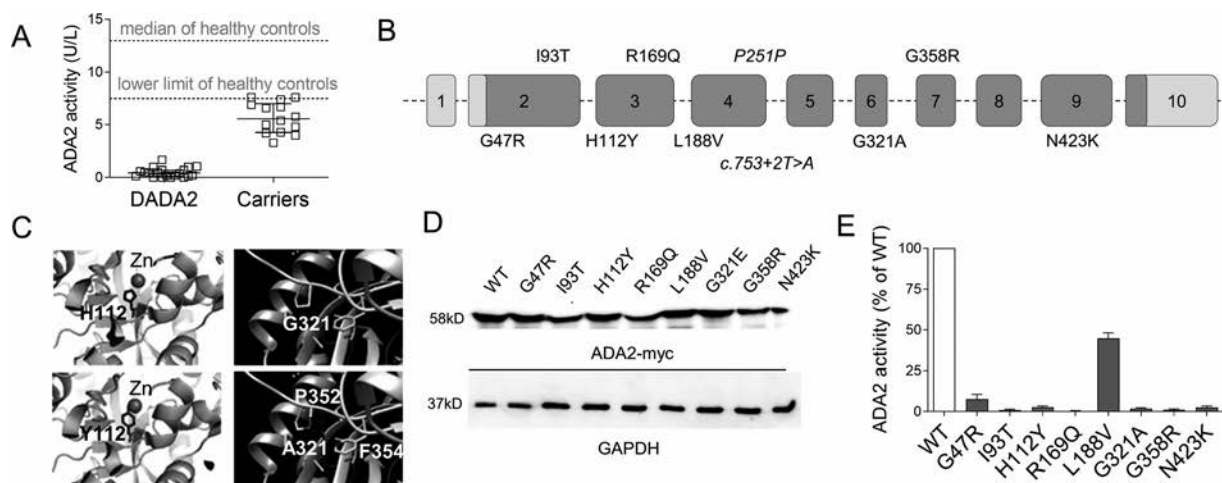 A
ADA2 activity (U/L)
15
10
5
0
median of healthy controls
lower limit of healthy controls
DADA2
Carriers
B
I93T
R169Q
P251P
G358R
1
2
3
4
5
6
7
8
9
10
G47R
H112Y
L188V
G321A
N423K
c.753+2T>A
C
Zn
H112
G321
Zn
Y112
P352
A321
F354
D
WT
G47R
I93T
H112Y
R169Q
L188V
G321E
G358R
N423K
58kD
ADA2-myc
37kD
GAPDH
E
ADA2 activity (% of WT)
100
50
25
0
WT
G47R
I93T
H112Y
R169Q
L188V
G321A
G358R
N423K